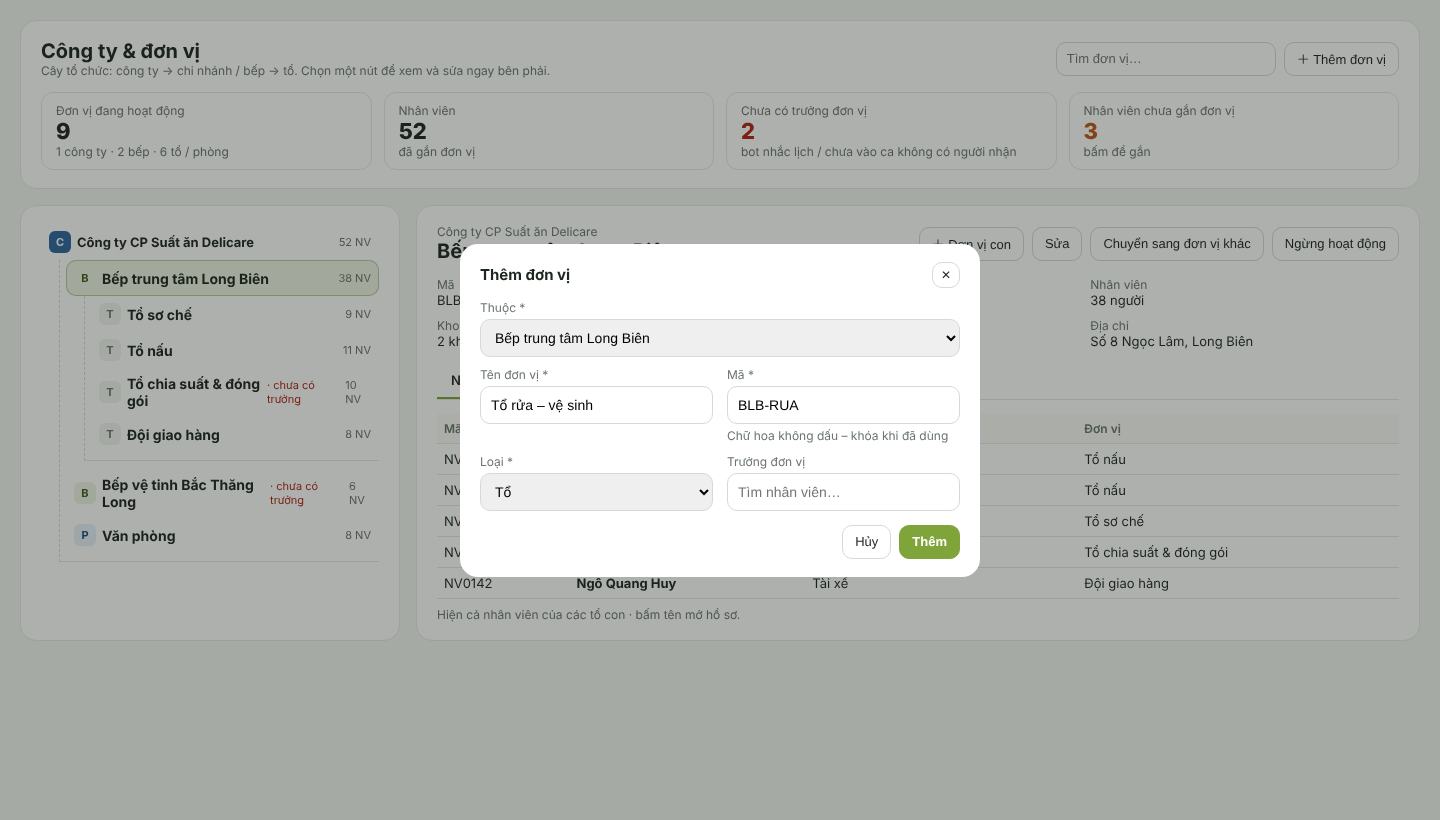 Công ty & đơn vị
Cây tổ chức: công ty → chi nhánh / bếp → tổ. Chọn một nút để xem và sửa ngay bên phải.
Tìm đơn vị...
+ Thêm đơn vị
Đơn vị đang hoạt động
9
1 công ty · 2 bếp · 6 tổ / phòng
Nhân viên
52
đã gắn đơn vị
Chưa có trưởng đơn vị
2
bot nhắc lịch / chưa vào ca không có người nhận
Nhân viên chưa gắn đơn vị
3
bấm để gắn
C Công ty CP Suất ăn Delicare 52 NV
B Bếp trung tâm Long Biên 38 NV
T Tổ sơ chế 9 NV
T Tổ nấu 11 NV
T Tổ chia suất & đóng gói · chưa có trưởng 10 NV
T Đội giao hàng 8 NV
B Bếp vệ tinh Bắc Thăng Long · chưa có trưởng 6 NV
P Văn phòng 8 NV
Công ty CP Suất ăn Delicare
+ Đơn vị con
Sửa
Chuyển sang đơn vị khác
Ngừng hoạt động
Mã
BLB
Nhân viên
38 người
Kho
2 kh
Địa chỉ
Số 8 Ngọc Lâm, Long Biên
Thêm đơn vị
×
Thuộc *
Bếp trung tâm Long Biên
Tên đơn vị *
Tổ rửa – vệ sinh
Mã *
BLB-RUA
Chữ hoa không dấu – khóa khi đã dùng
Loại *
Tổ
Trưởng đơn vị
Tìm nhân viên...
Hủy
Thêm
Đơn vị
Tổ nấu
Tổ nấu
Tổ sơ chế
Tổ chia suất & đóng gói
NV0142 Ngô Quang Huy Tài xế Đội giao hàng
Hiện cả nhân viên của các tổ con · bấm tên mở hồ sơ.